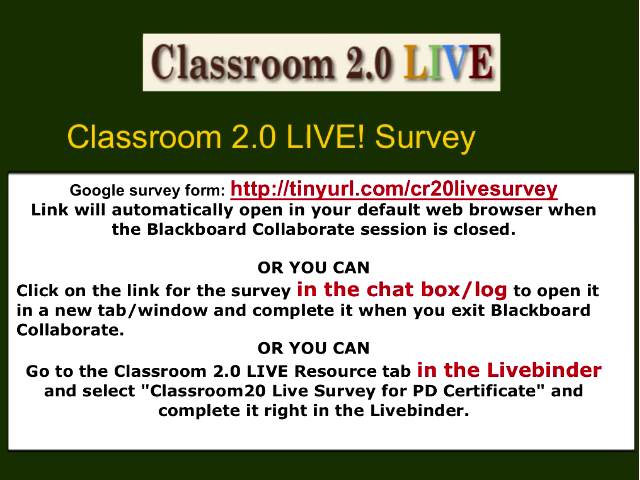 Classroom 2.0 LIVE
Classroom 2.0 LIVE! Survey
Google survey form: http://tinyurl.com/cr20livesurvey
Link will automatically open in your default web browser when
the Blackboard Collaborate session is closed.
OR YOU CAN
Click on the link for the survey in the chat box/log to open it
in a new tab/window and complete it when you exit Blackboard
Collaborate.
OR YOU CAN
Go to the Classroom 2.0 LIVE Resource tab in the Livebinder
and select "Classroom20 Live Survey for PD Certificate" and
complete it right in the Livebinder.